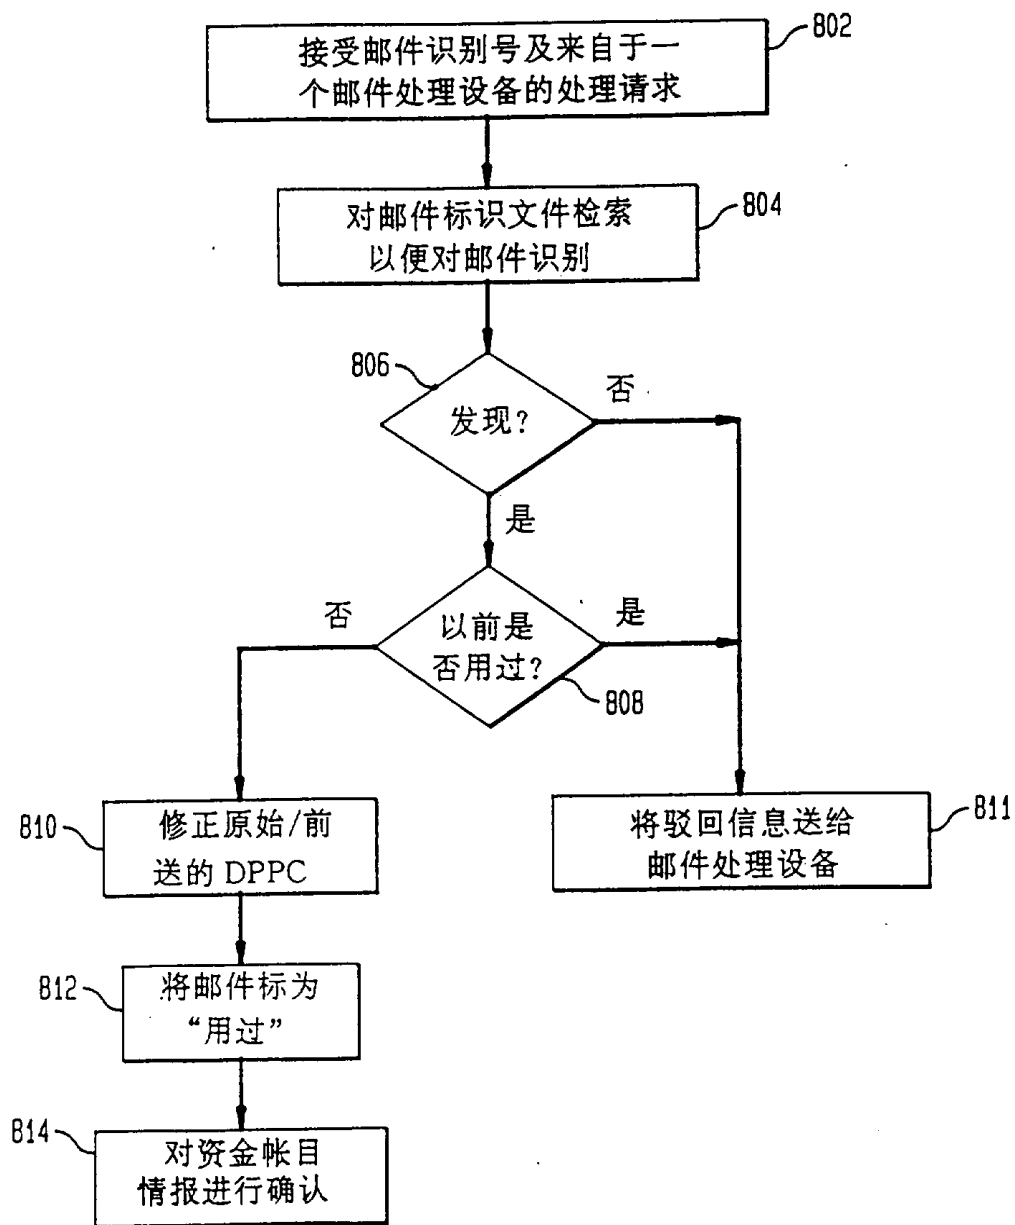 接受邮件识别号及来自于一
个邮件处理设备的处理请求
802
对邮件标识文件检索
以便对邮件识别
804
806
发现?
否
是
否
以前是
否用过?
是
808
810
修正原始/前
送的 DPPC
将驳回信息送给
邮件处理设备
811
812
将邮件标为
“用过”
814
对资金帐目
情报进行确认